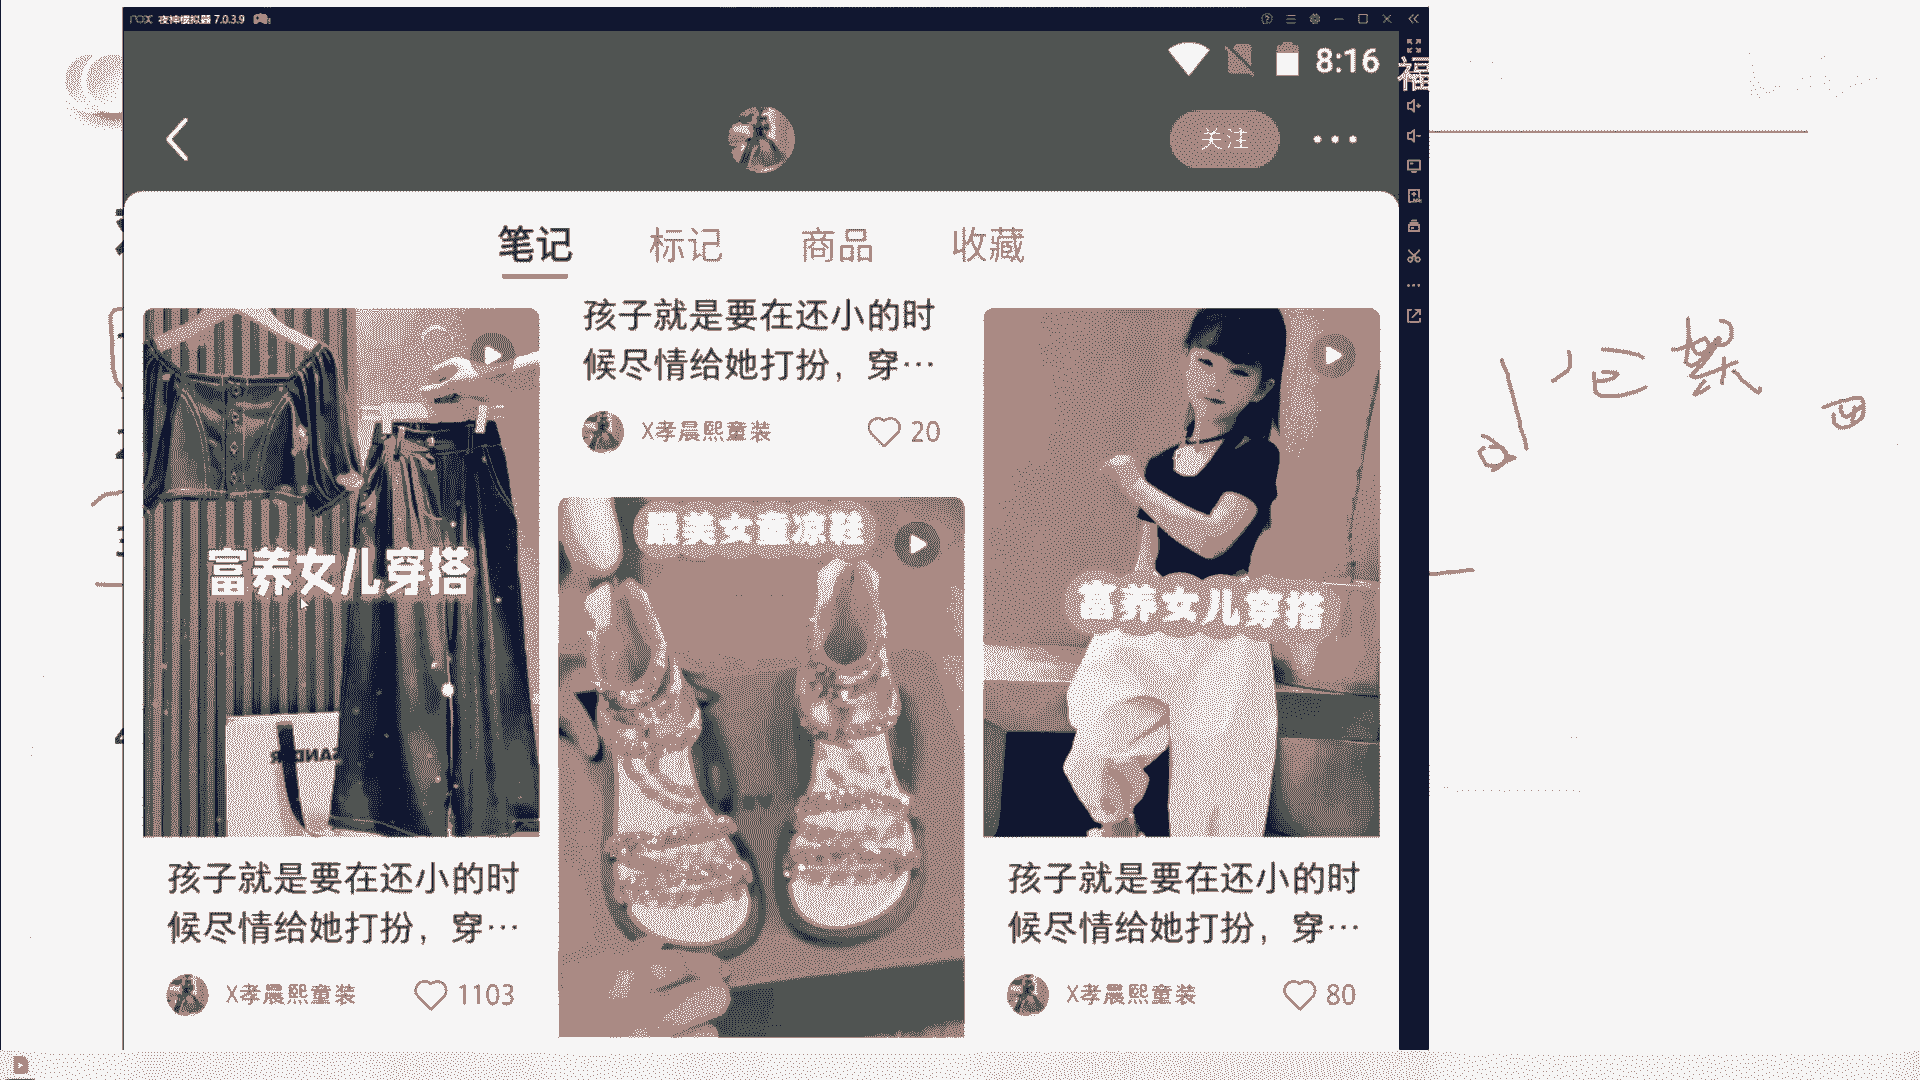 nox 夜神模拟器 7.0.3.9
8:16
福
关注
笔记 标记 商品 收藏
富养女儿穿搭
孩子就是要在还小的时
候尽情给她打扮，穿…
X孝晨熙童装 1103
孩子就是要在还小的时
候尽情给她打扮，穿…
X孝晨熙童装 20
最美女童凉鞋
富养女儿穿搭
孩子就是要在还小的时
候尽情给她打扮，穿…
X孝晨熙童装 80